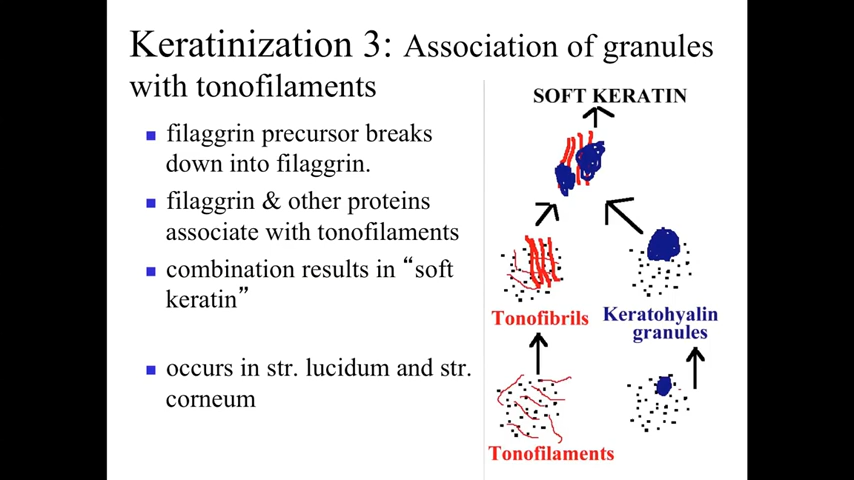 Keratinization 3: Association of granules
with tonofilaments
filaggrin precursor breaks
down into filaggrin.
filaggrin & other proteins
associate with tonofilaments
combination results in “soft
keratin”
occurs in str. lucidum and str.
corneum
SOFT KERATIN
Tonofibrils
Keratohyalin
granules
Tonofilaments